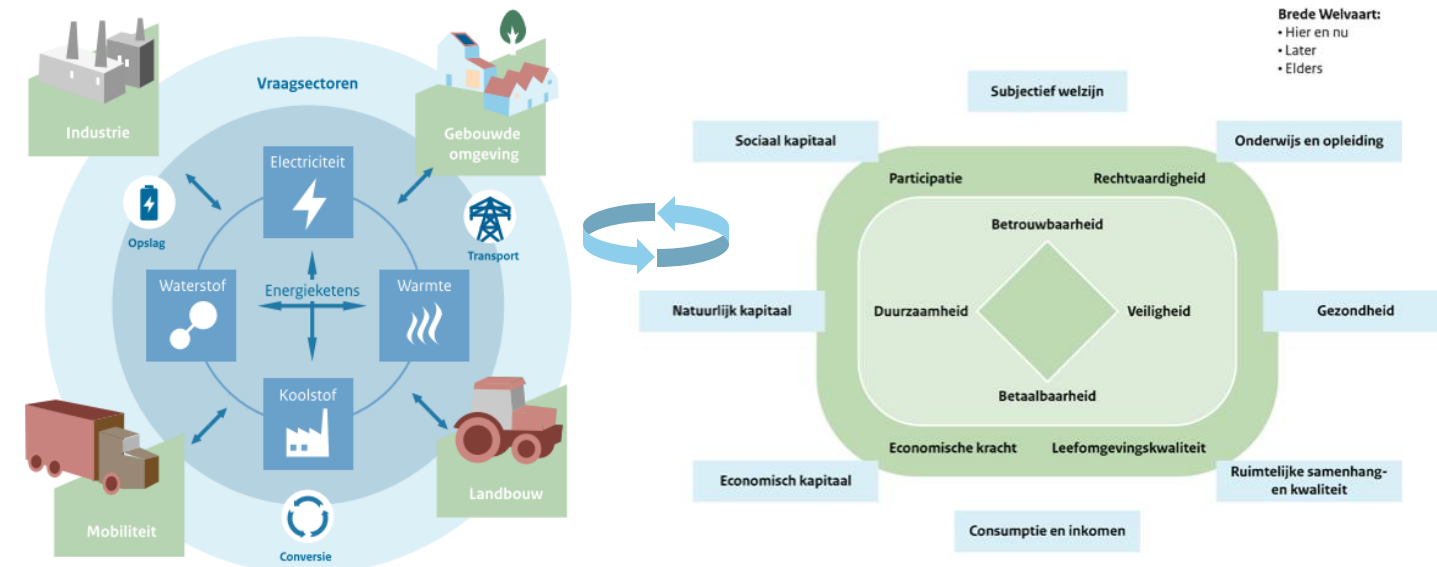 Vraagsectoren
Industrie
Gebouwde
omgeving
Electriciteit
Opslag
Transport
Waterstof
Energieketens
Warmte
Koolstof
Mobiliteit
Landbouw
Conversie
Brede Welvaart:
• Hier en nu
• Later
• Elders
Subjectief welzijn
Sociaal kapitaal
Onderwijs en opleiding
Participatie
Rechtvaardigheid
Betrouwbaarheid
Natuurlijk kapitaal
Duurzaamheid
Veiligheid
Gezondheid
Betaalbaarheid
Economische kracht
Leefomgevingskwaliteit
Economisch kapitaal
Ruimtelijke samenhang-
en kwaliteit
Consumptie en inkomen